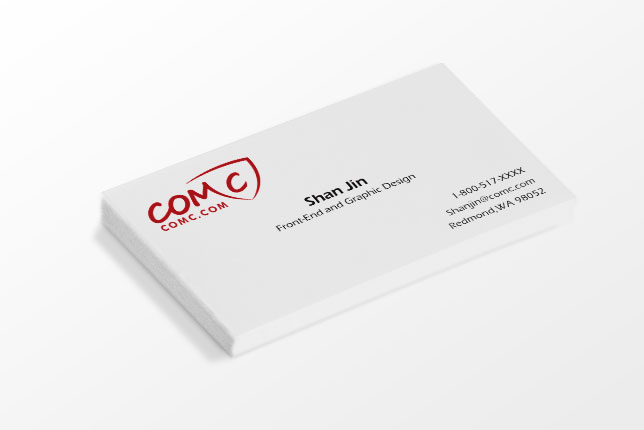 COMC
COMC.COM
Shan Jin
Front-End and Graphic Design
1-800-517-XXXX
Shanjin@comc.com
Redmond,WA 98052